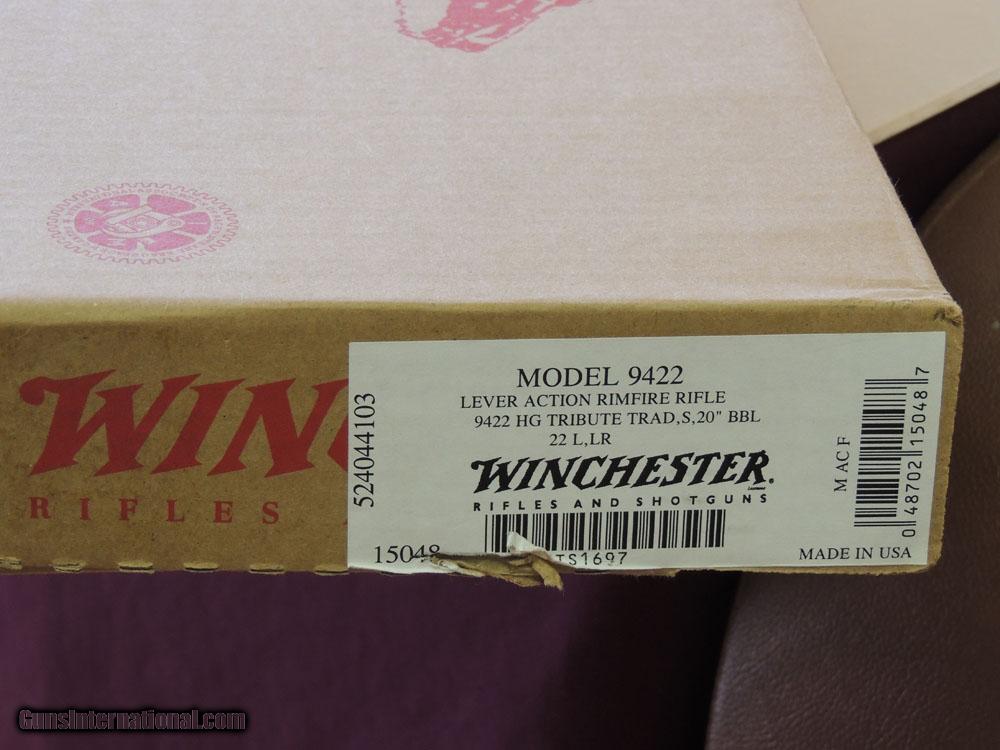 MODEL 9422
LEVER ACTION RIMFIRE RIFLE
9422 HG TRIBUTE TRAD,S,20" BBL
22 L,LR
WINCHESTER®
RIFLES AND SHOTGUNS
TS1697
15048
524044103
M AC F
0 48702 15048 7
MADE IN USA
WIN
RIFLES
GunsInternational.com